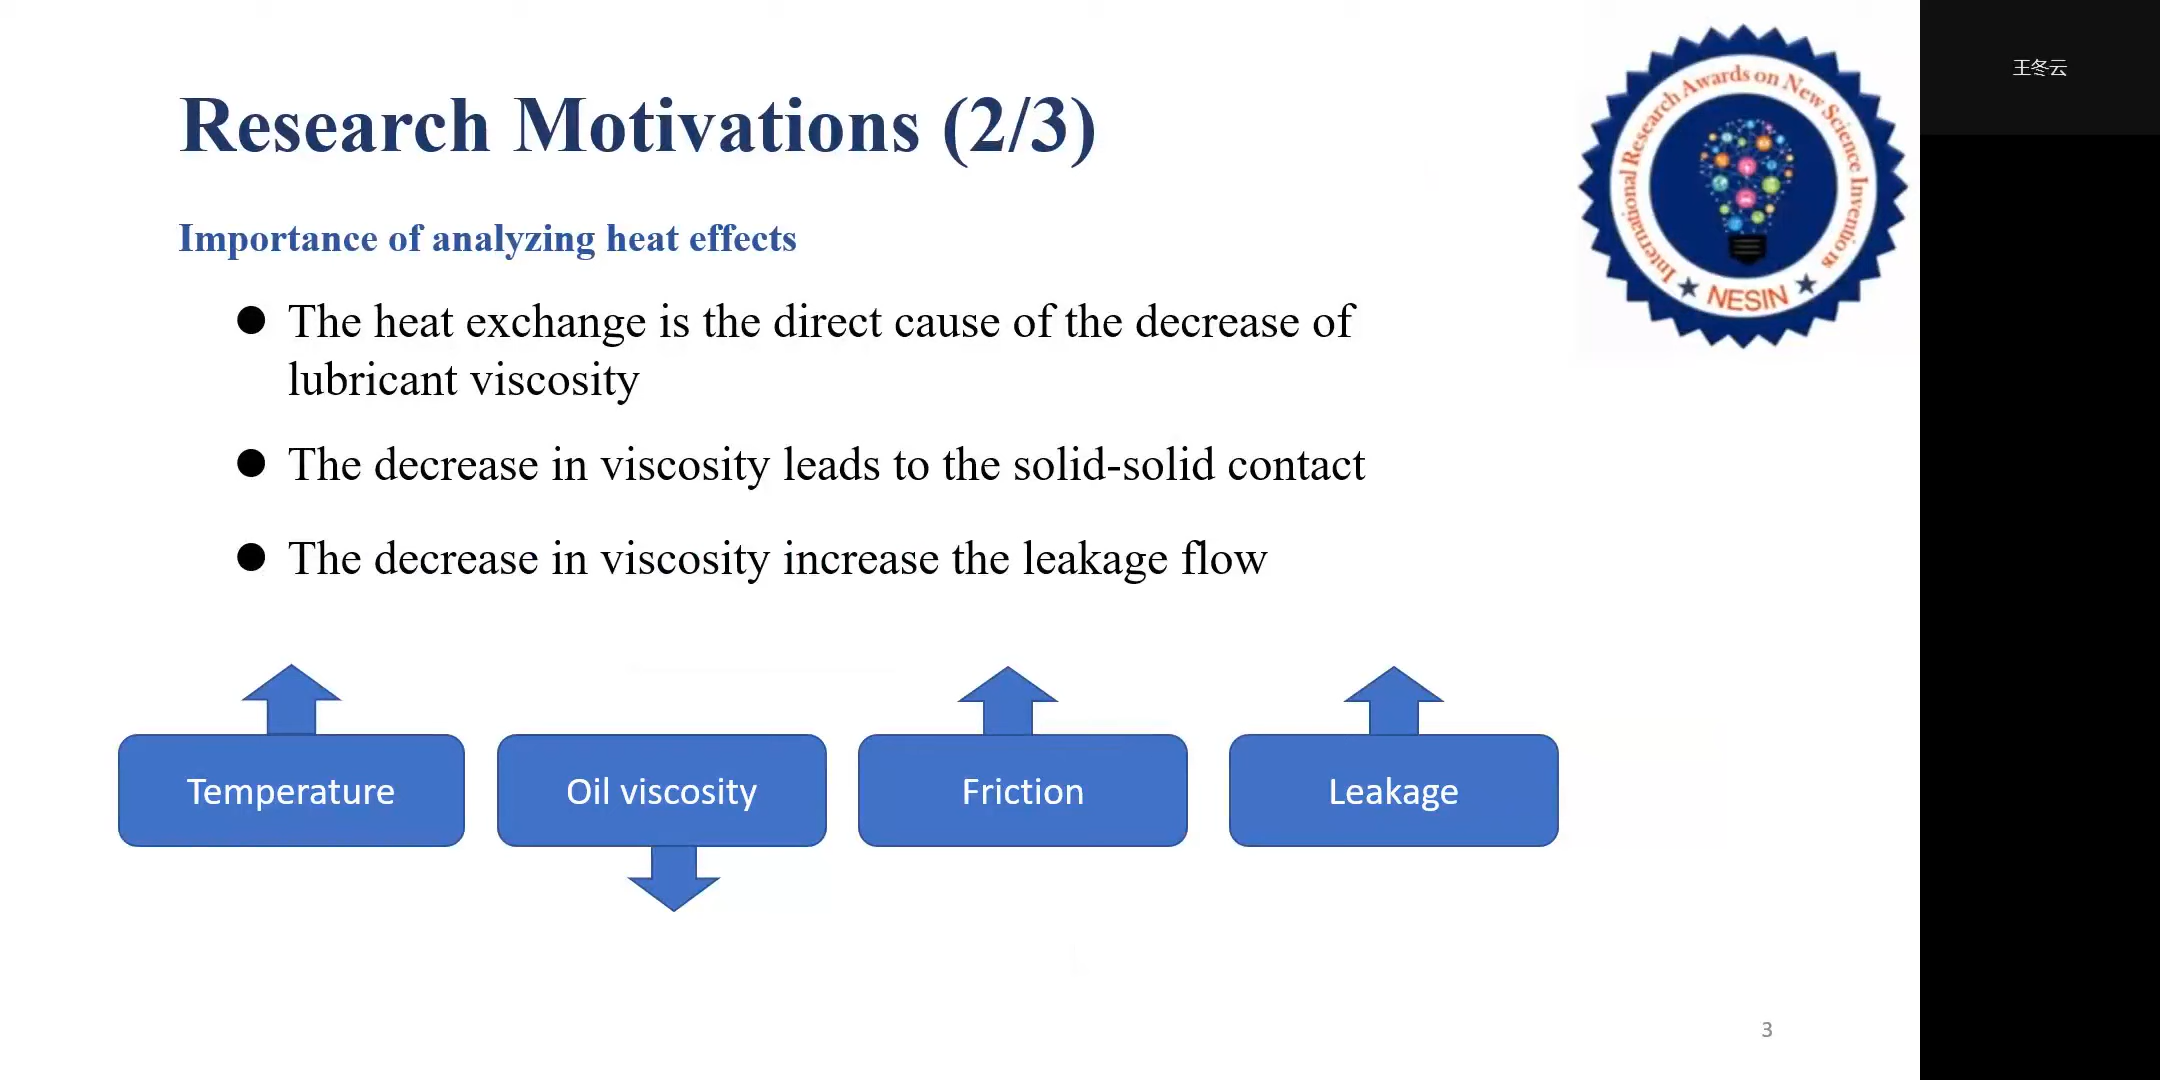 Research Motivations (2/3)
Importance of analyzing heat effects
● The heat exchange is the direct cause of the decrease of
lubricant viscosity
● The decrease in viscosity leads to the solid-solid contact
● The decrease in viscosity increase the leakage flow
Temperature
Oil viscosity
Friction
Leakage
3
International Research Awards on New Science Inventions
★ NESIN ★
王冬云